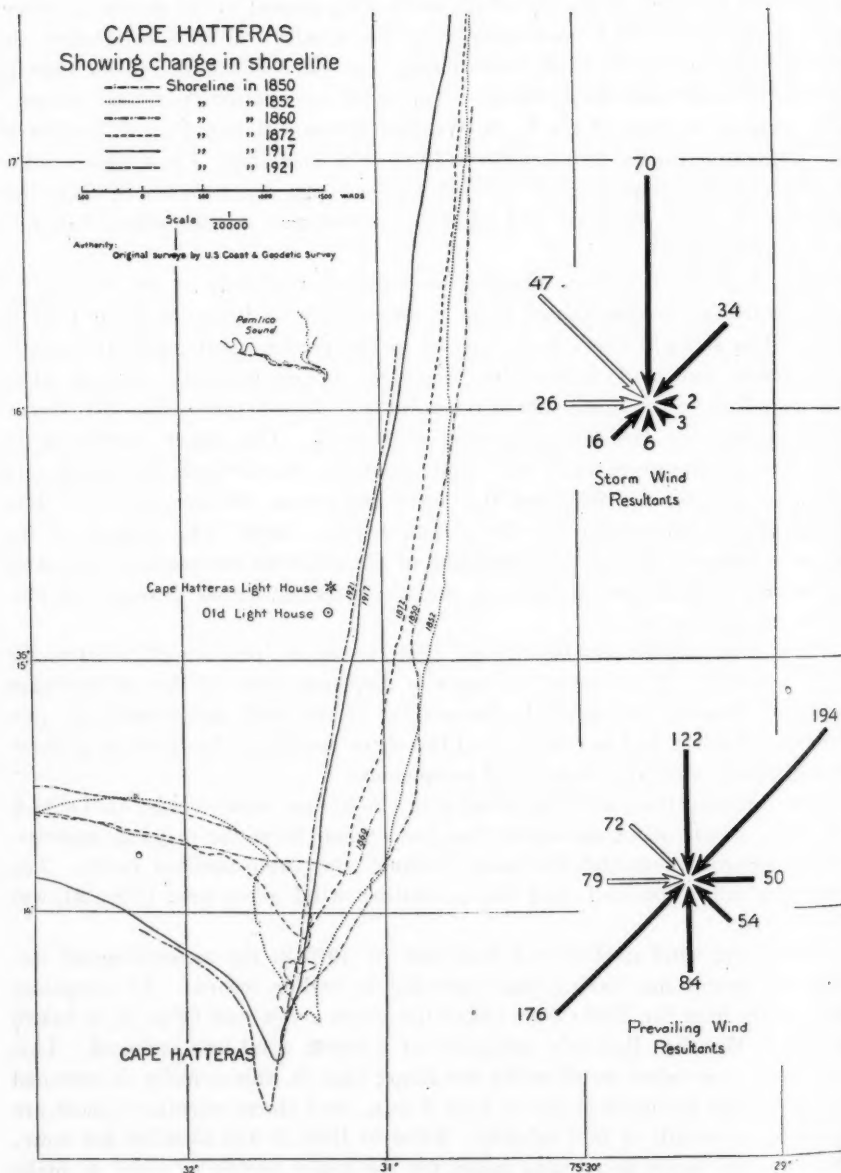 CAPE HATTERAS
Showing change in shoreline
Shoreline in 1850
,, ,, 1852
,, ,, 1860
,, ,, 1872
,, ,, 1917
,, ,, 1921
500 0 500 1000 1500 YARDS
Scale 1/20000
Authority:
Original surveys by U.S. Coast & Geodetic Survey
17'
70
Pamlico
Sound
47
34
16'
26
2
3
16
6
Storm Wind
Resultants
Cape Hatteras Light House
Old Light House
1921
1917
1872
1850
1852
35°
15'
194
122
72
1860
79
50
14'
54
84
176
Prevailing Wind
Resultants
CAPE HATTERAS
32'
31'
75°30'
29'